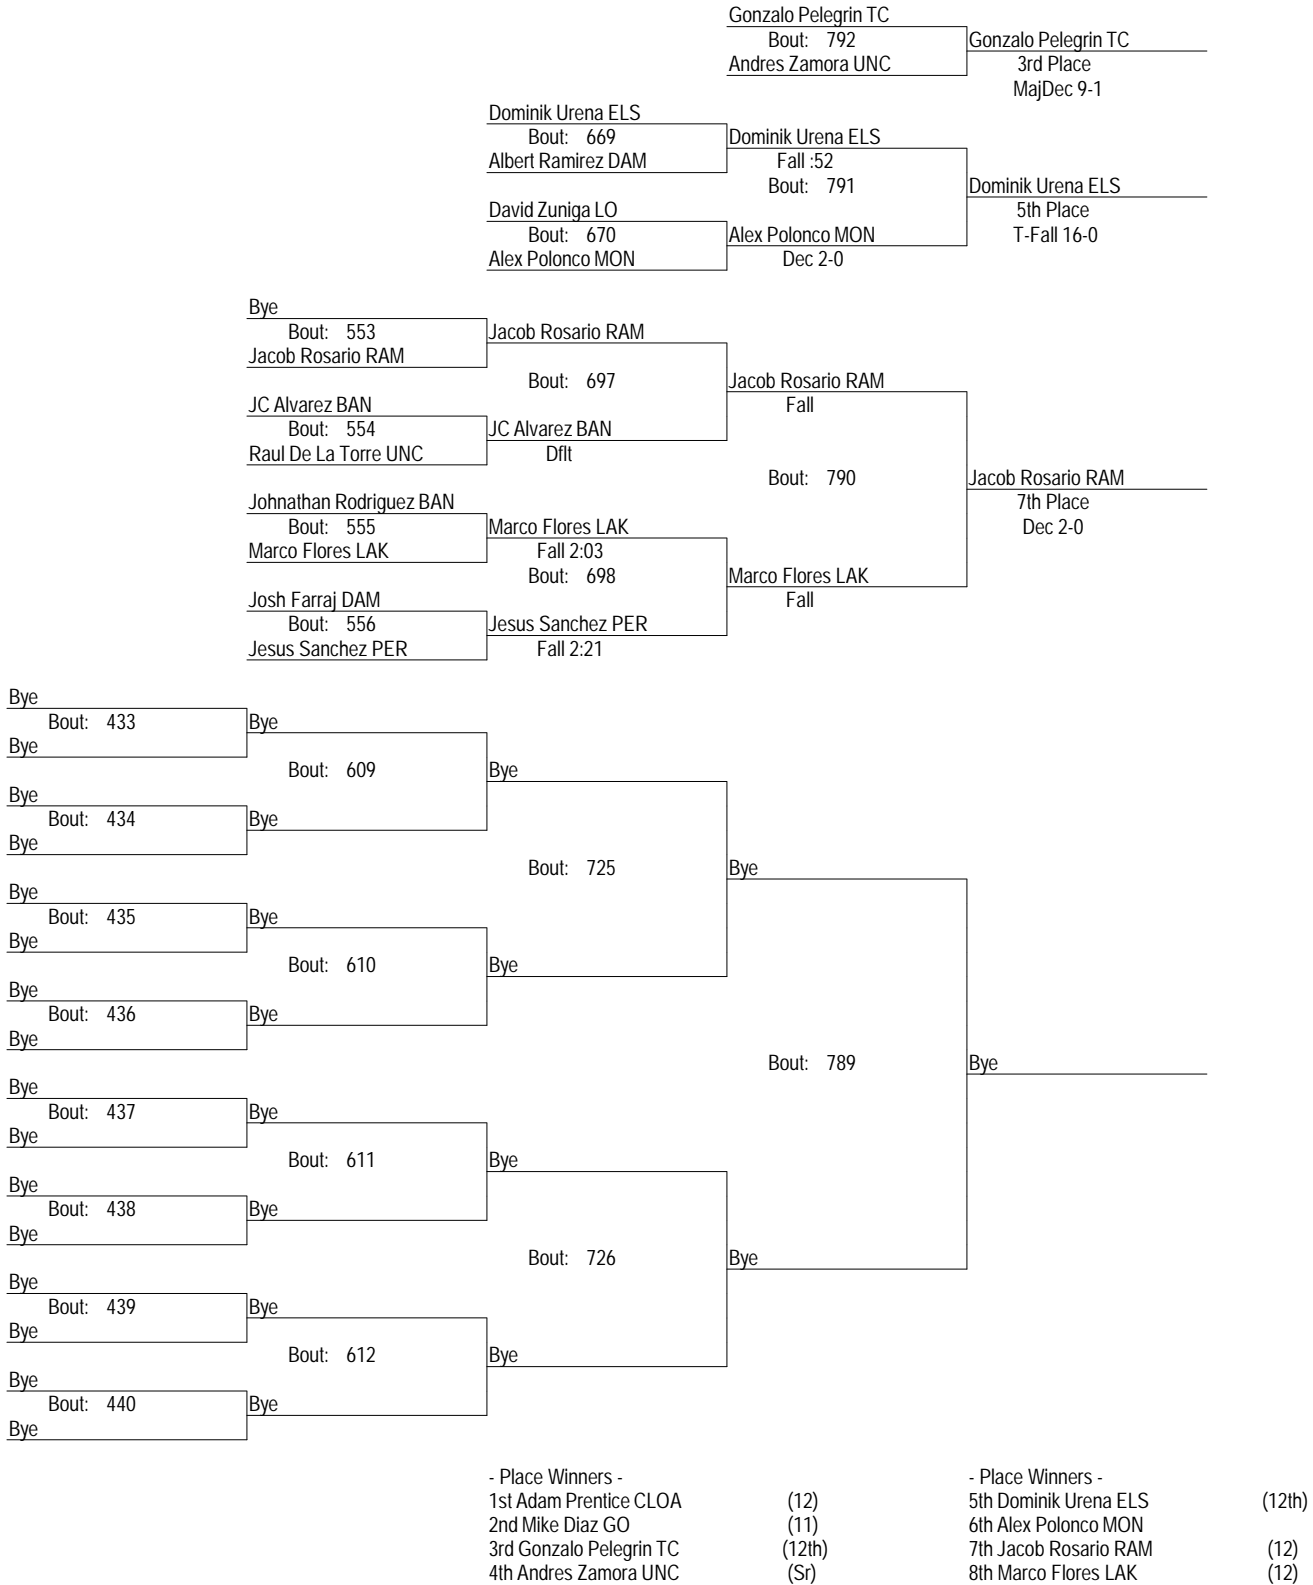 Gonzalo Pelegrin TC
Bout: 792
Andres Zamora UNC
Gonzalo Pelegrin TC
3rd Place
MajDec 9-1
Dominik Urena ELS
Bout: 669
Albert Ramirez DAM
Dominik Urena ELS
Fall :52
Bout: 791
David Zuniga LO
Bout: 670
Alex Polonco MON
Alex Polonco MON
Dec 2-0
Dominik Urena ELS
5th Place
T-Fall 16-0
Bye
Bout: 553
Jacob Rosario RAM
Jacob Rosario RAM
Bout: 697
JC Alvarez BAN
Bout: 554
Raul De La Torre UNC
JC Alvarez BAN
Dflt
Jacob Rosario RAM
Fall
Bout: 790
Johnathan Rodriguez BAN
Bout: 555
Marco Flores LAK
Marco Flores LAK
Fall 2:03
Bout: 698
Josh Farraj DAM
Bout: 556
Jesus Sanchez PER
Jesus Sanchez PER
Fall 2:21
Marco Flores LAK
Fall
Jacob Rosario RAM
7th Place
Dec 2-0
Bye
Bout: 433
Bye
Bye
Bout: 609
Bye
Bout: 434
Bye
Bye
Bye
Bout: 725
Bye
Bout: 435
Bye
Bye
Bout: 610
Bye
Bout: 436
Bye
Bye
Bye
Bye
Bout: 789
Bye
Bye
Bout: 437
Bye
Bye
Bout: 611
Bye
Bout: 438
Bye
Bye
Bye
Bout: 726
Bye
Bye
Bout: 439
Bye
Bye
Bout: 612
Bye
Bout: 440
Bye
Bye
Bye
- Place Winners -
1st Adam Prentice CLOA (12)
2nd Mike Diaz GO (11)
3rd Gonzalo Pelegrin TC (12th)
4th Andres Zamora UNC (Sr)
- Place Winners -
5th Dominik Urena ELS (12th)
6th Alex Polonco MON
7th Jacob Rosario RAM (12)
8th Marco Flores LAK (12)